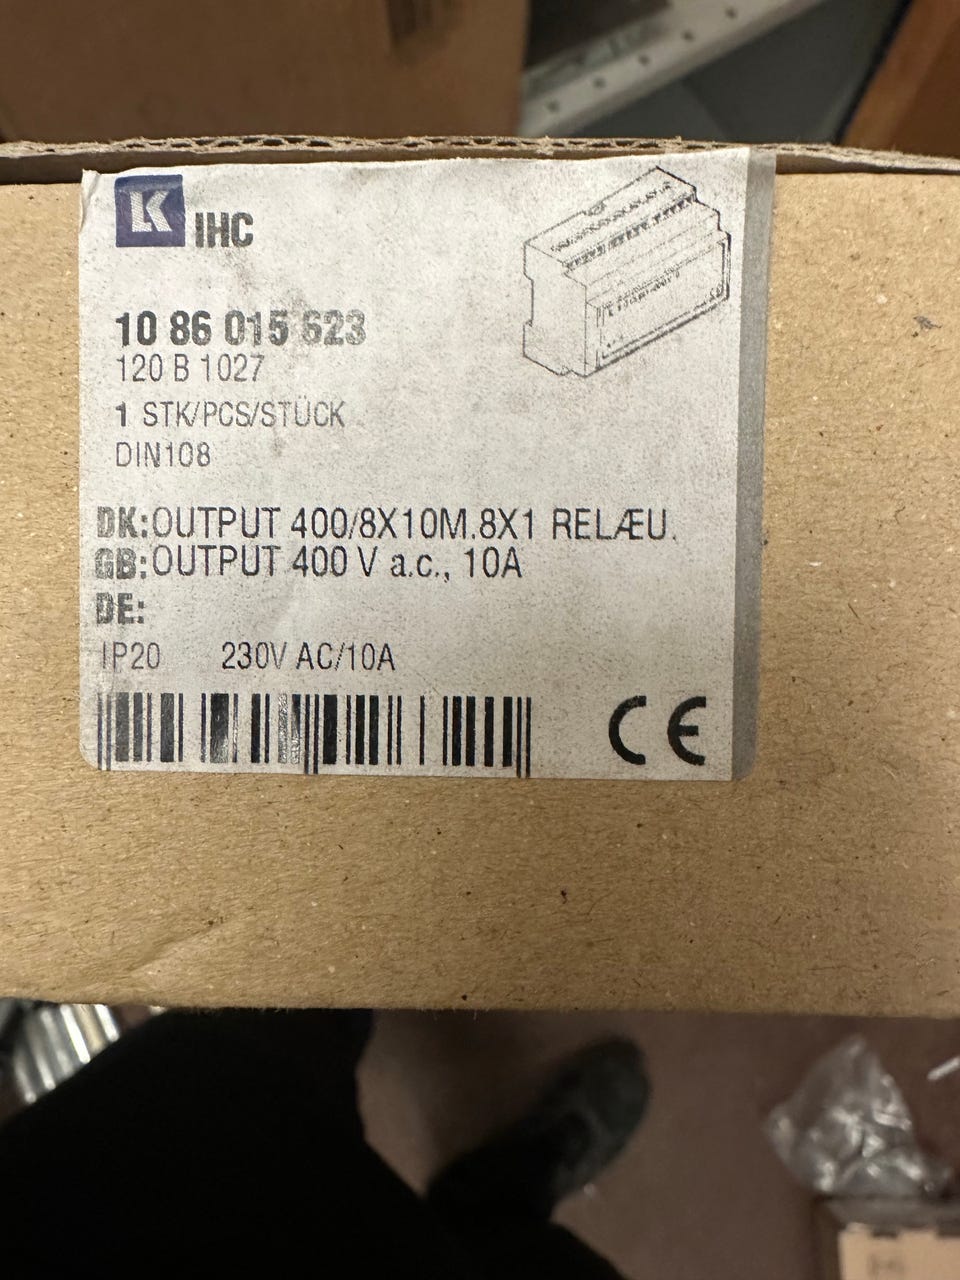 LK IHC
10 86 015 623
120 B 1027
1 STK/PCS/STÜCK
DIN108
DK:OUTPUT 400/8X10M.8X1 RELÆU.
GB:OUTPUT 400 V a.c., 10A
DE:
IP20 230V AC/10A
CE